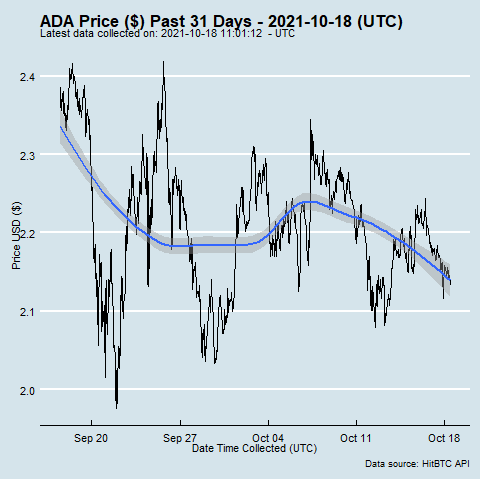 ADA Price ($) Past 31 Days - 2021-10-18 (UTC)
Latest data collected on: 2021-10-18 11:01:12 - UTC
2.4
2.3
2.2
2.1
2.0
Price USD ($)
Sep 20
Sep 27
Oct 04
Oct 11
Oct 18
Date Time Collected (UTC)
Data source: HitBTC API